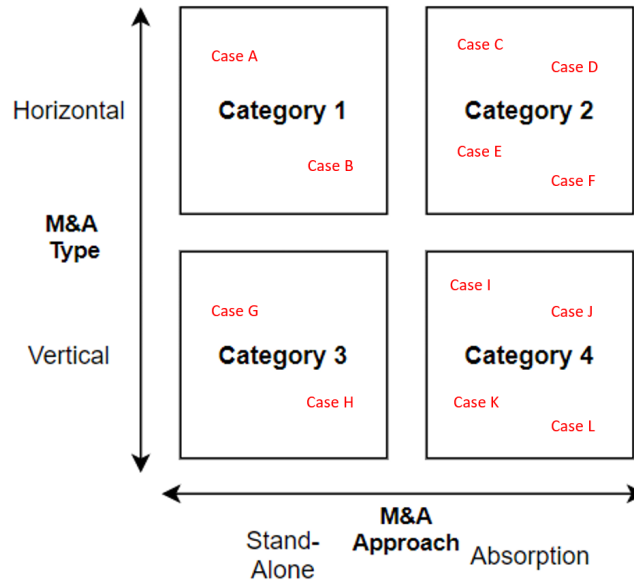 Case A
Case C
Case D
Horizontal
Category 1
Category 2
Case B
Case E
Case F
M&A
Type
Case G
Case I
Case J
Vertical
Category 3
Category 4
Case H
Case K
Case L
M&A
Approach
Stand-
Alone
Absorption